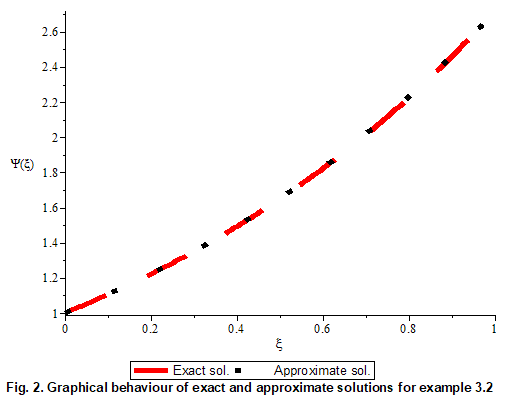 2.6
2.4
2.2
2
1.8
Ψ(ξ)
1.6
1.4
1.2
1
0 0.2 0.4 0.6 0.8 1
ξ
Exact sol. Approximate sol.
Fig. 2. Graphical behaviour of exact and approximate solutions for example 3.2